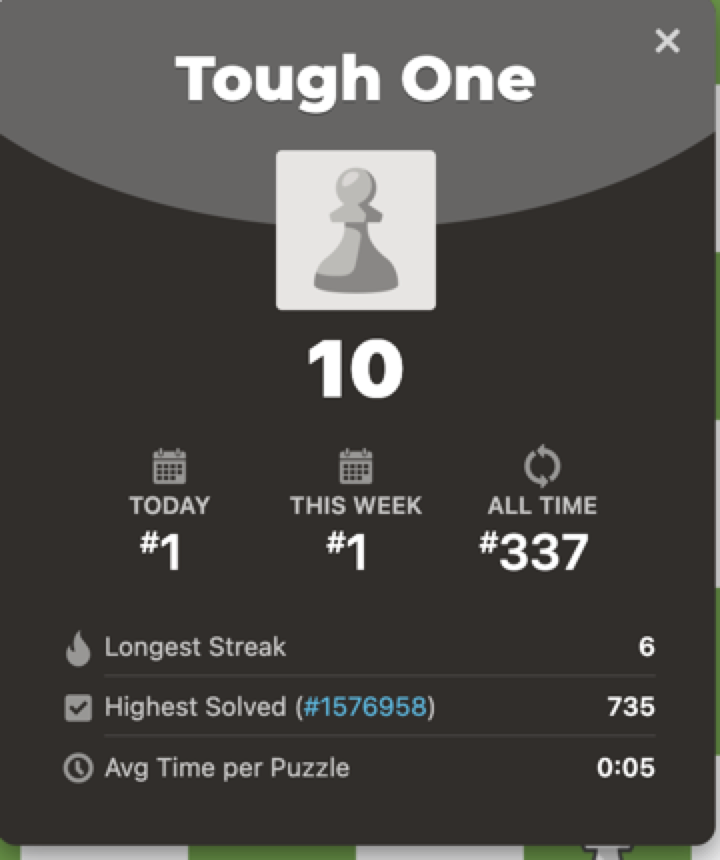 Tough One
10
TODAY THIS WEEK ALL TIME
#1 #1 #337
Longest Streak 6
Highest Solved (#1576958) 735
Avg Time per Puzzle 0:05